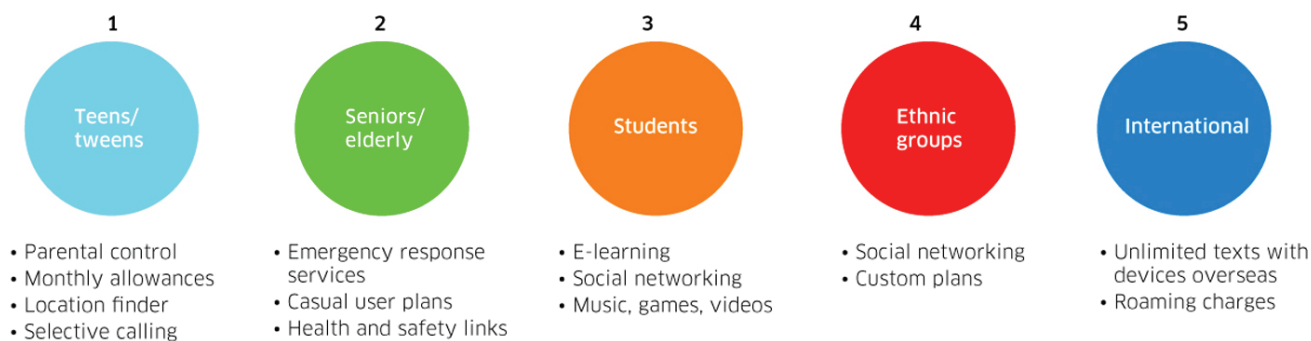 1
Teens/
tweens
• Parental control
• Monthly allowances
• Location finder
• Selective calling
2
Seniors/
elderly
• Emergency response
services
• Casual user plans
• Health and safety links
3
Students
• E-learning
• Social networking
• Music, games, videos
4
Ethnic
groups
• Social networking
• Custom plans
5
International
• Unlimited texts with
devices overseas
• Roaming charges